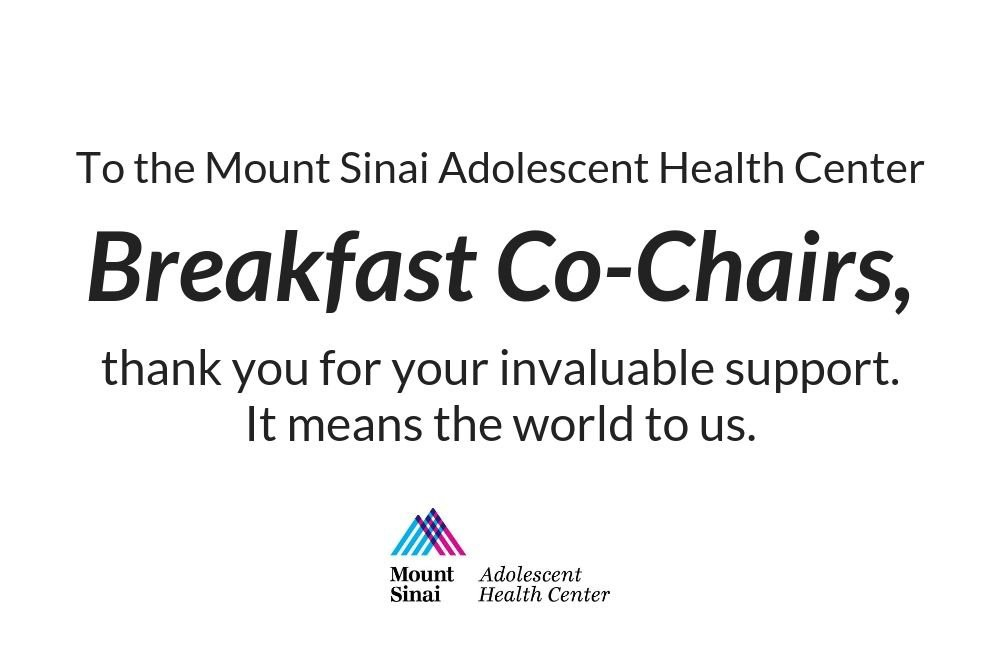 To the Mount Sinai Adolescent Health Center
Breakfast Co-Chairs,
thank you for your invaluable support.
It means the world to us.
Mount
Sinai
Adolescent
Health Center